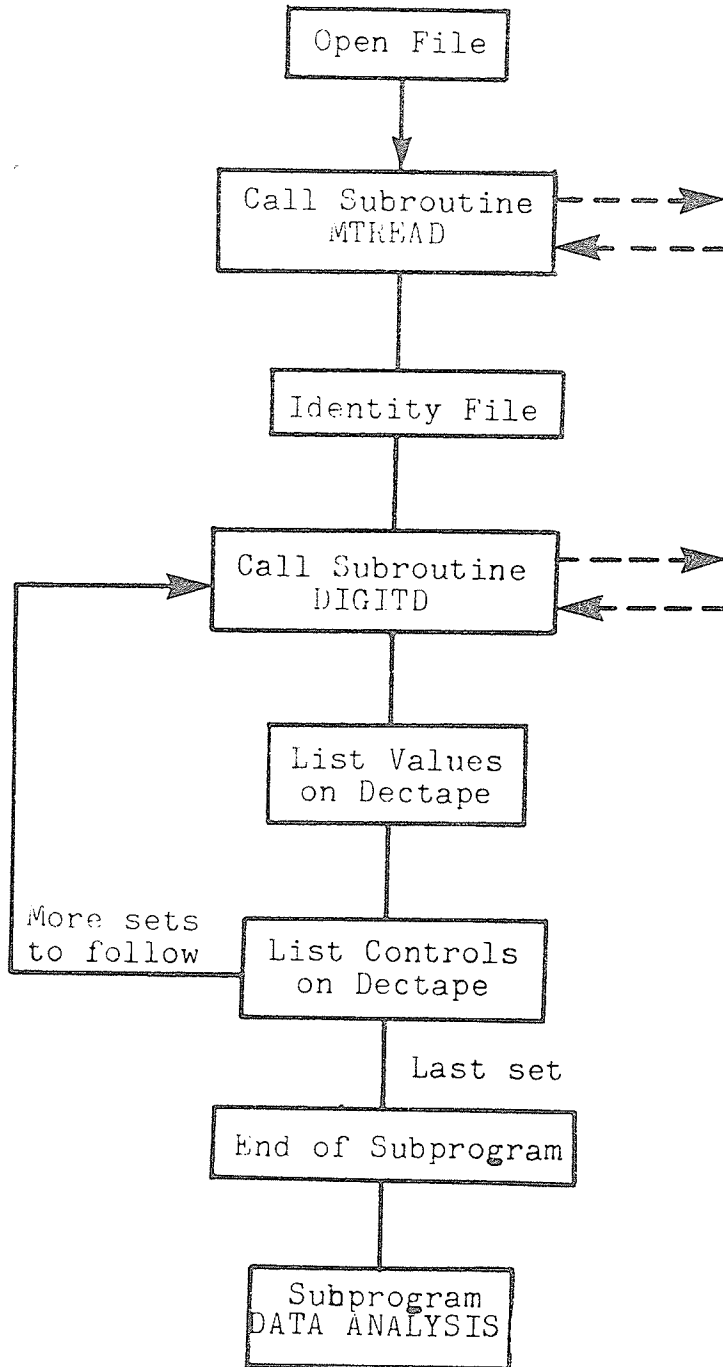 Open File
Call Subroutine
MTREAD
Identity File
Call Subroutine
DIGITD
List Values
on Dectape
More sets
to follow
List Controls
on Dectape
Last set
End of Subprogram
Subprogram
DATA ANALYSIS